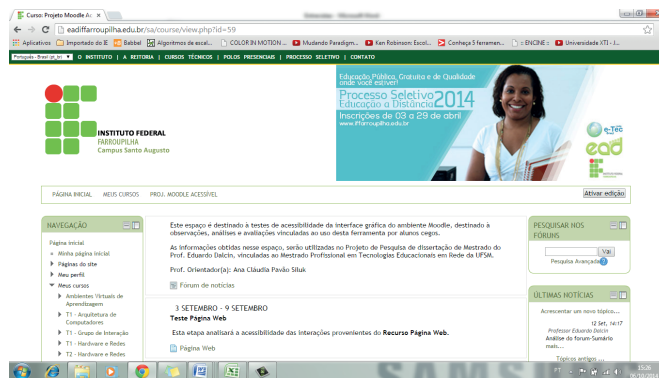 Curso: Projeto Moodle Ac
eadiffarroupilha.edu.br/sa/course/view.php?id=59
Aplicativos Importado do IE Babbel Algoritmos de escal... COLOR IN MOTION ... Mudando Paradigm... Ken Robinson: Escol... Conheça 5 ferramen... :: ENCINE :: Universidade XTI - J...
Português - Brasil (pt_br) O INSTITUTO | A REITORIA | CURSOS TÉCNICOS | POLOS PRESENCIAIS | PROCESSO SELETIVO | CONTATO
INSTITUTO FEDERAL
FARROUPILHA
Campus Santo
Augusto
Educação Pública, Gratuita e de Qualidade
onde você estiver!
Processo Seletivo
Educação a Distância 2014
Inscrições de 03 a 29 de abril
www.iffarroupilha.edu.br
e-Tec
ead
PÁGINA INICIAL MEUS CURSOS PROJ. MOODLE ACESSÍVEL
Ativar edição
NAVEGAÇÃO
Página inicial
Minha página inicial
Páginas do site
Meu perfil
Meus cursos
Ambientes Virtuais de
Aprendizagem
T1 - Arquitetura de
Computadores
T1 - Grupo de Interação
T1 - Hardware e Redes
T2 - Hardware e Redes
Este espaço é destinado à testes de acessibilidade da interface gráfica do ambiente Moodle, destinado à
observações, análises e avaliações vinculadas ao uso desta ferramenta por alunos cegos.
As informações obtidas nesse espaço, serão utilizadas no Projeto de Pesquisa de dissertação de Mestrado do
Prof. Eduardo Dalcin, vinculadas ao Mestrado Profissional em Tecnologias Educacionais em Rede da UFSM.
Prof. Orientador(a): Ana Cláudia Pavão Siluk
Fórum de notícias
3 SETEMBRO - 9 SETEMBRO
Teste Página Web
Esta etapa analisará a acessibilidade das interações provenientes do Recurso Página Web.
Página Web
PESQUISAR NOS
FÓRUNS
Vai
Pesquisa Avançada
ÚLTIMAS NOTÍCIAS
Acrescentar um novo tópico...
12 Set, 14:17
Professor Eduardo Dalcin
Análise do forum-Sumário
mais...
Tópicos antigos ...
SAMSU
PT
15:26
16/10/2014